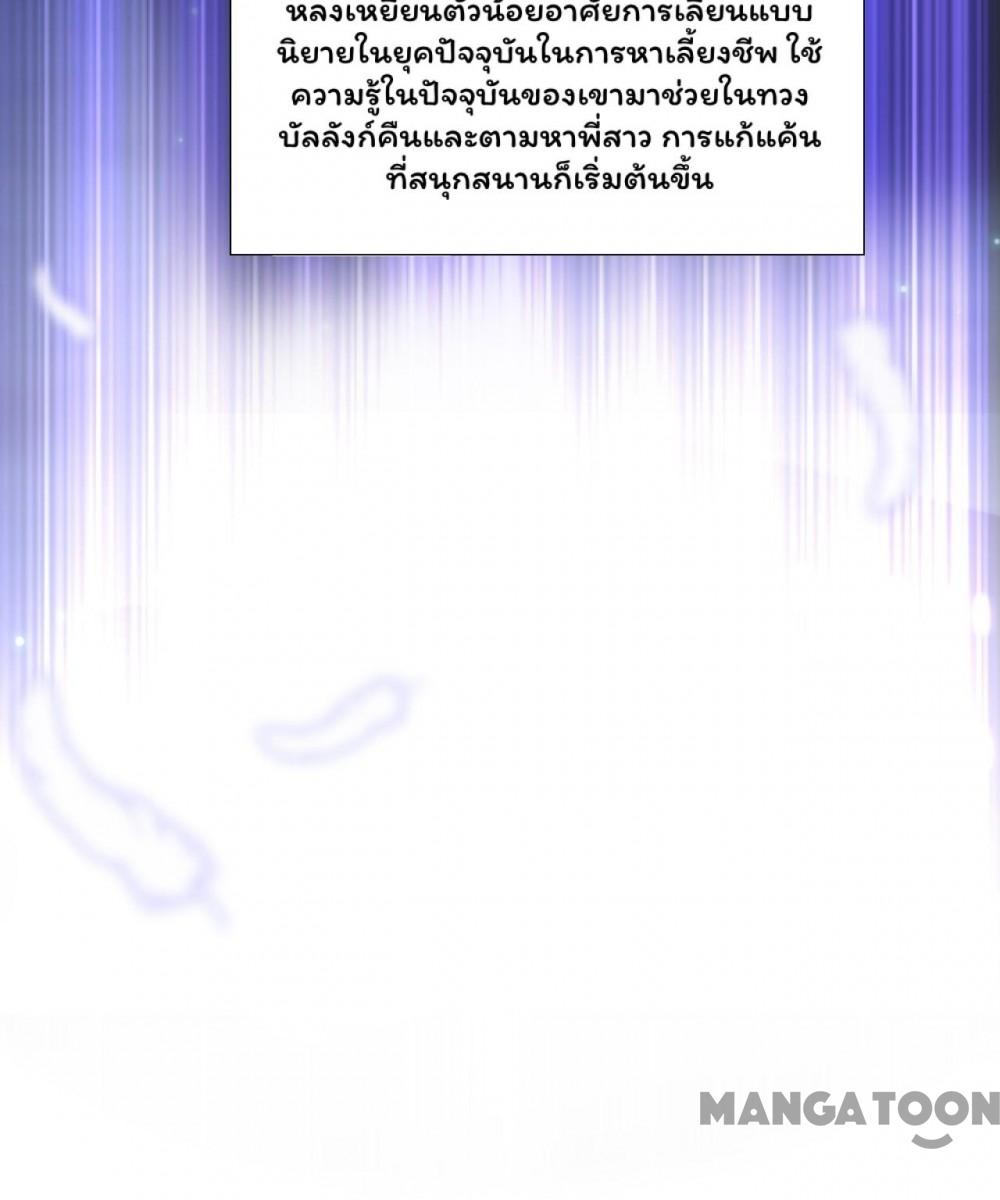 หลงเหยียนตัวน้อยอาศัยการเลียนแบบ
นิยายในยุคปัจจุบันในการหาเลี้ยงชีพ ใช้
ความรู้ในปัจจุบันของเขามาช่วยในทวง
บัลลังก์คืนและตามหาพี่สาว การแก้แค้น
ที่สนุกสนานก็เริ่มต้นขึ้น
MANGATOON